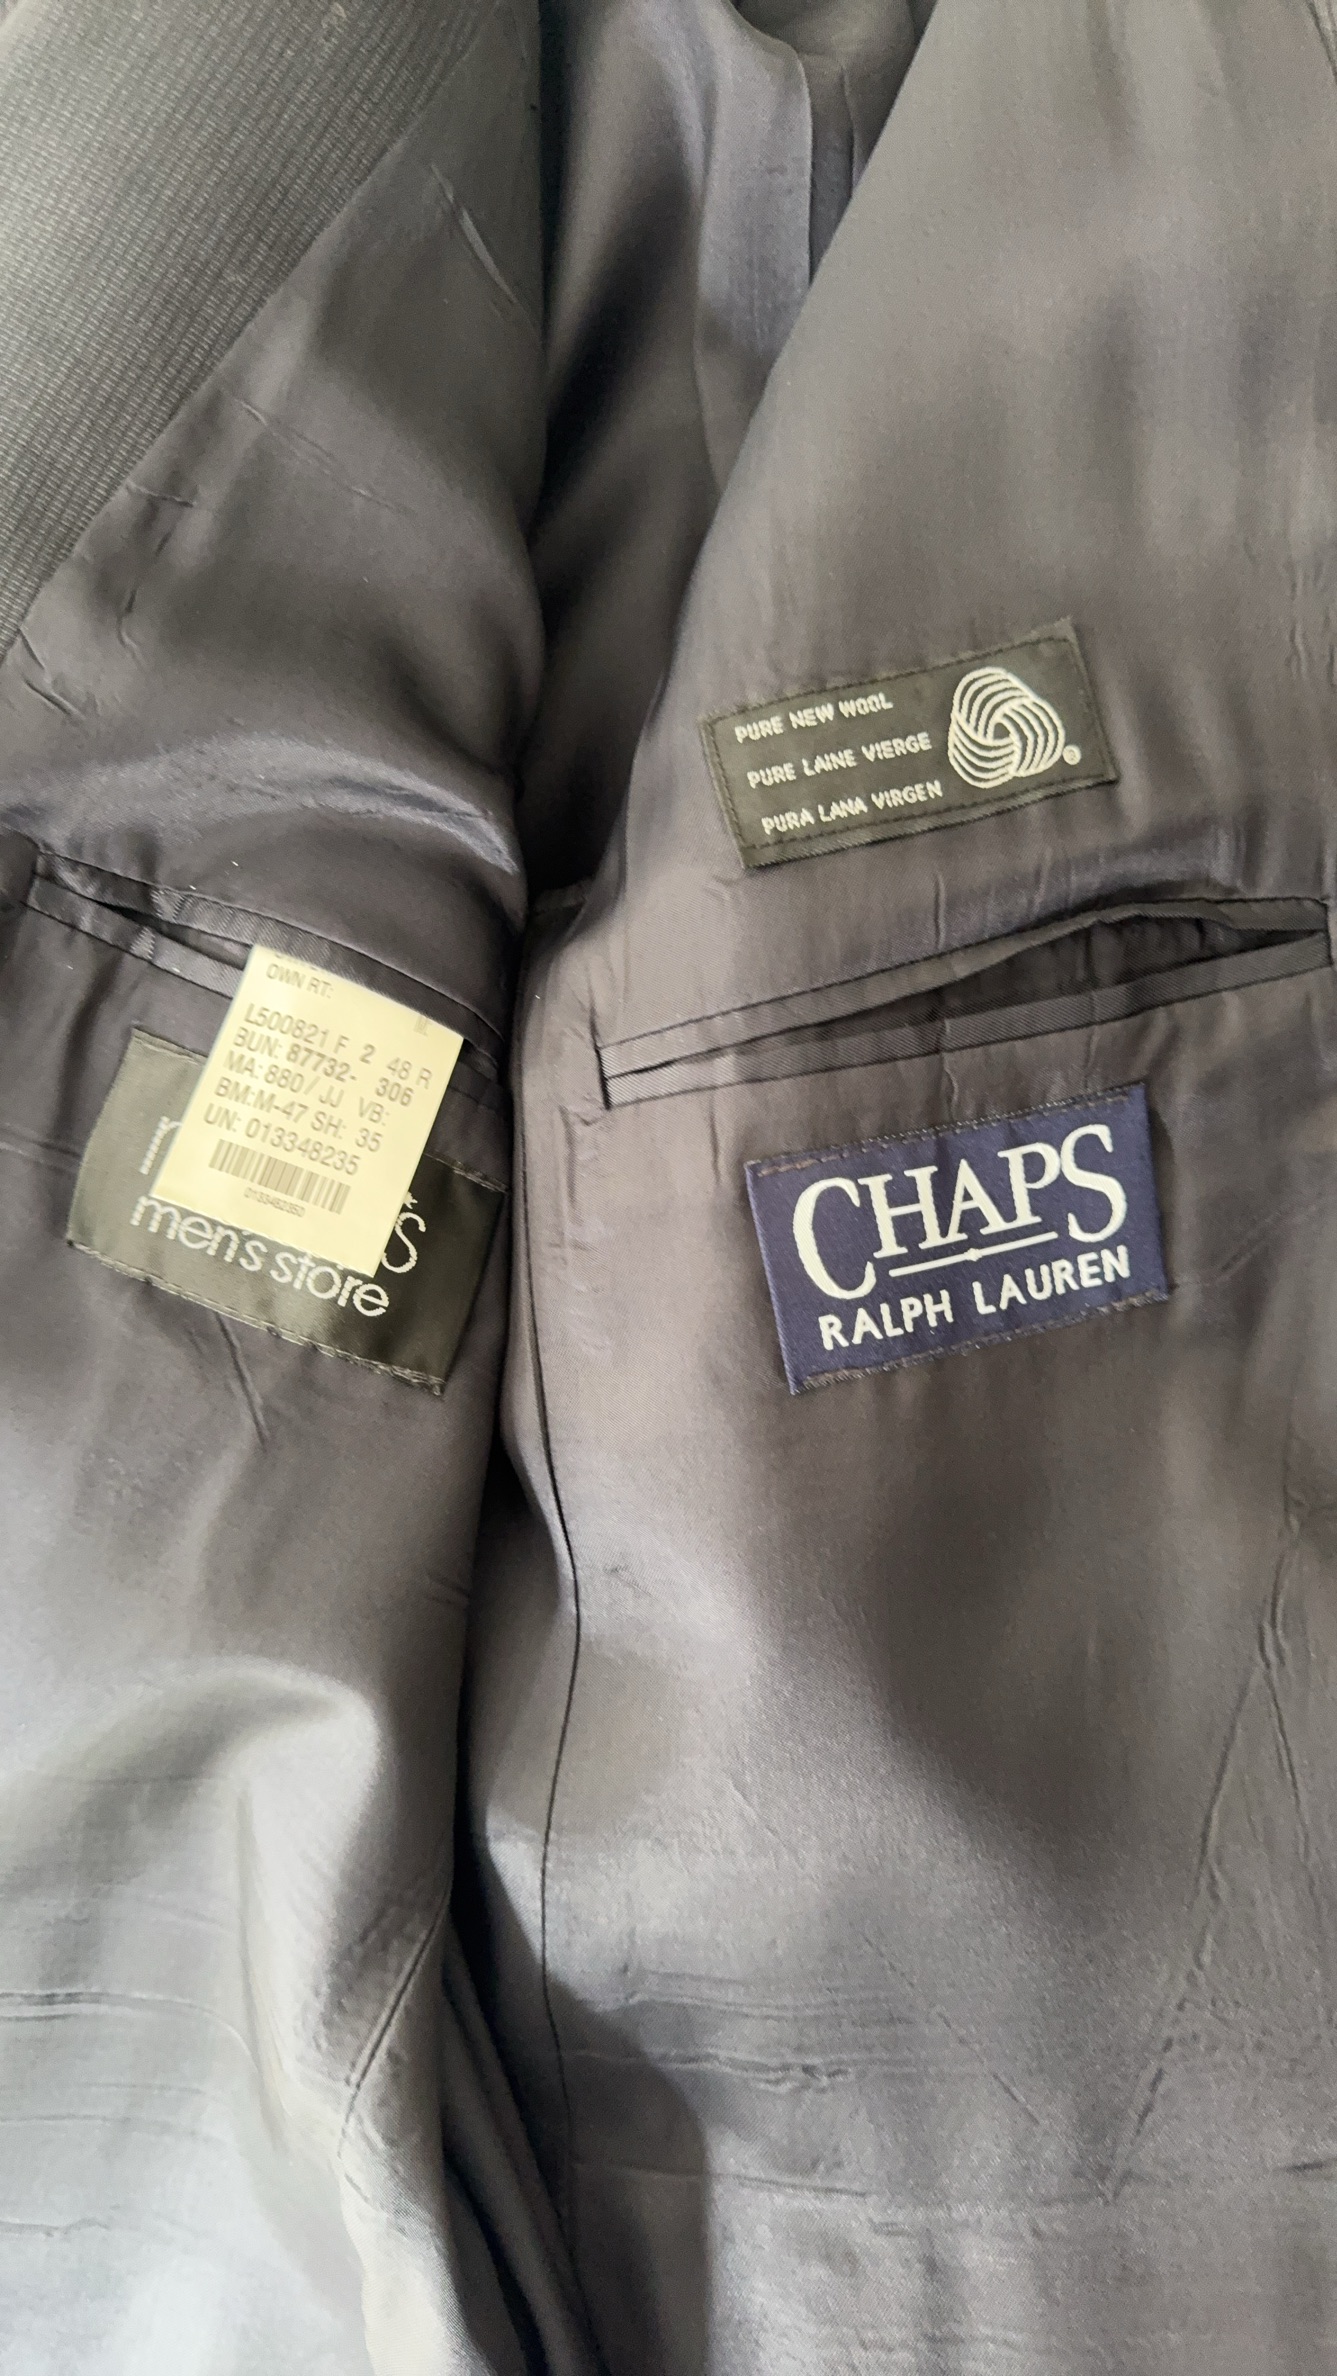 PURE NEW WOOL
PURE LAINE VIERGE
PURA LANA VIRGEN
CHAPS
RALPH LAUREN
OWN RT:
L500821 F 2 48 R
BUN: 87732- 306
MA: 880/JJ VB:
BM:M-47 SH: 35
UN: 013348235
men's store